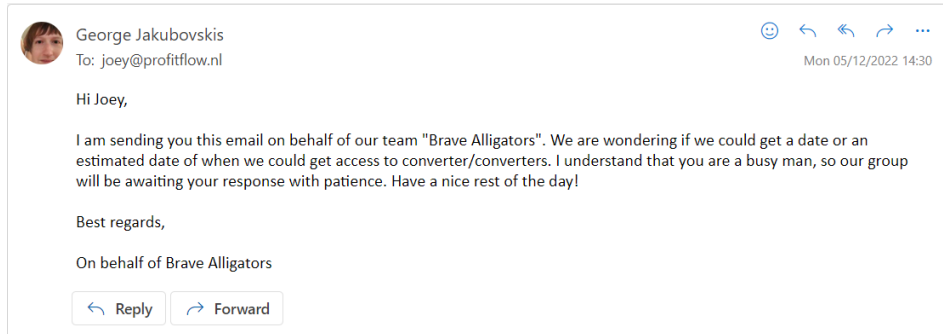 George Jakubovskis
To: joey@profitflow.nl
Mon 05/12/2022 14:30
Hi Joey,
I am sending you this email on behalf of our team "Brave Alligators". We are wondering if we could get a date or an
estimated date of when we could get access to converter/converters. I understand that you are a busy man, so our group
will be awaiting your response with patience. Have a nice rest of the day!
Best regards,
On behalf of Brave Alligators
Reply
Forward